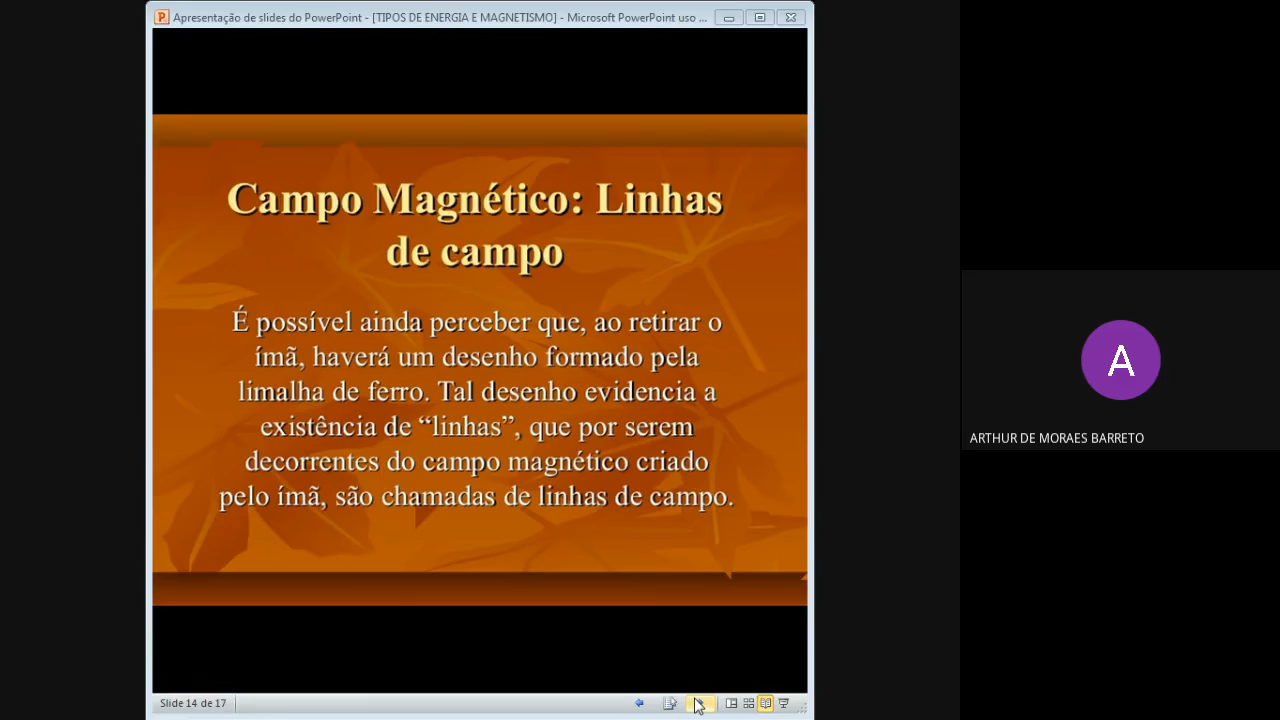 Apresentação de slides do PowerPoint - [TIPOS DE ENERGIA E MAGNETISMO] - Microsoft PowerPoint uso ...
Campo Magnético: Linhas
de campo
É possível ainda perceber que, ao retirar o
ímã, haverá um desenho formado pela
limalha de ferro. Tal desenho evidencia a
existência de “linhas”, que por serem
decorrentes do campo magnético criado
pelo ímã, são chamadas de linhas de campo.
A
ARTHUR DE MORAES BARRETO
Slide 14 de 17